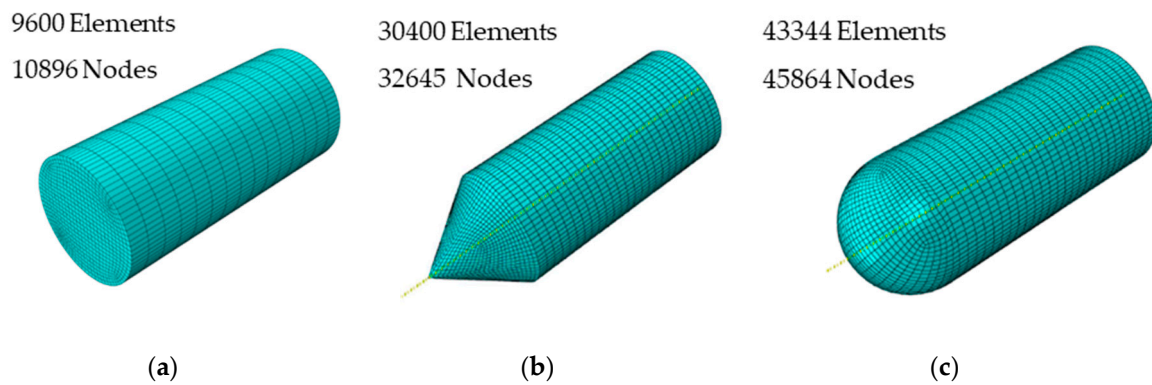 9600 Elements
10896 Nodes
30400 Elements
32645 Nodes
43344 Elements
45864 Nodes
(a)
(b)
(c)